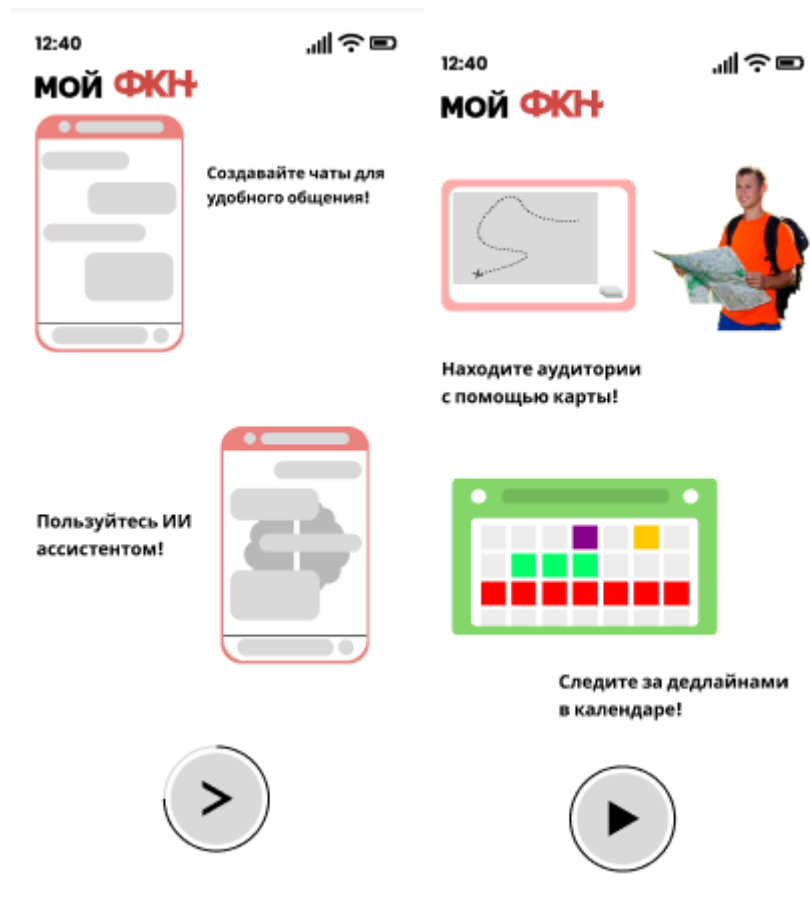 12:40
мой ФКН
Создавайте чаты для
удобного общения!
Пользуйтесь ИИ
ассистентом!
>
12:40
мой ФКН
Находите аудитории
с помощью карты!
Следите за дедлайнами
в календаре!